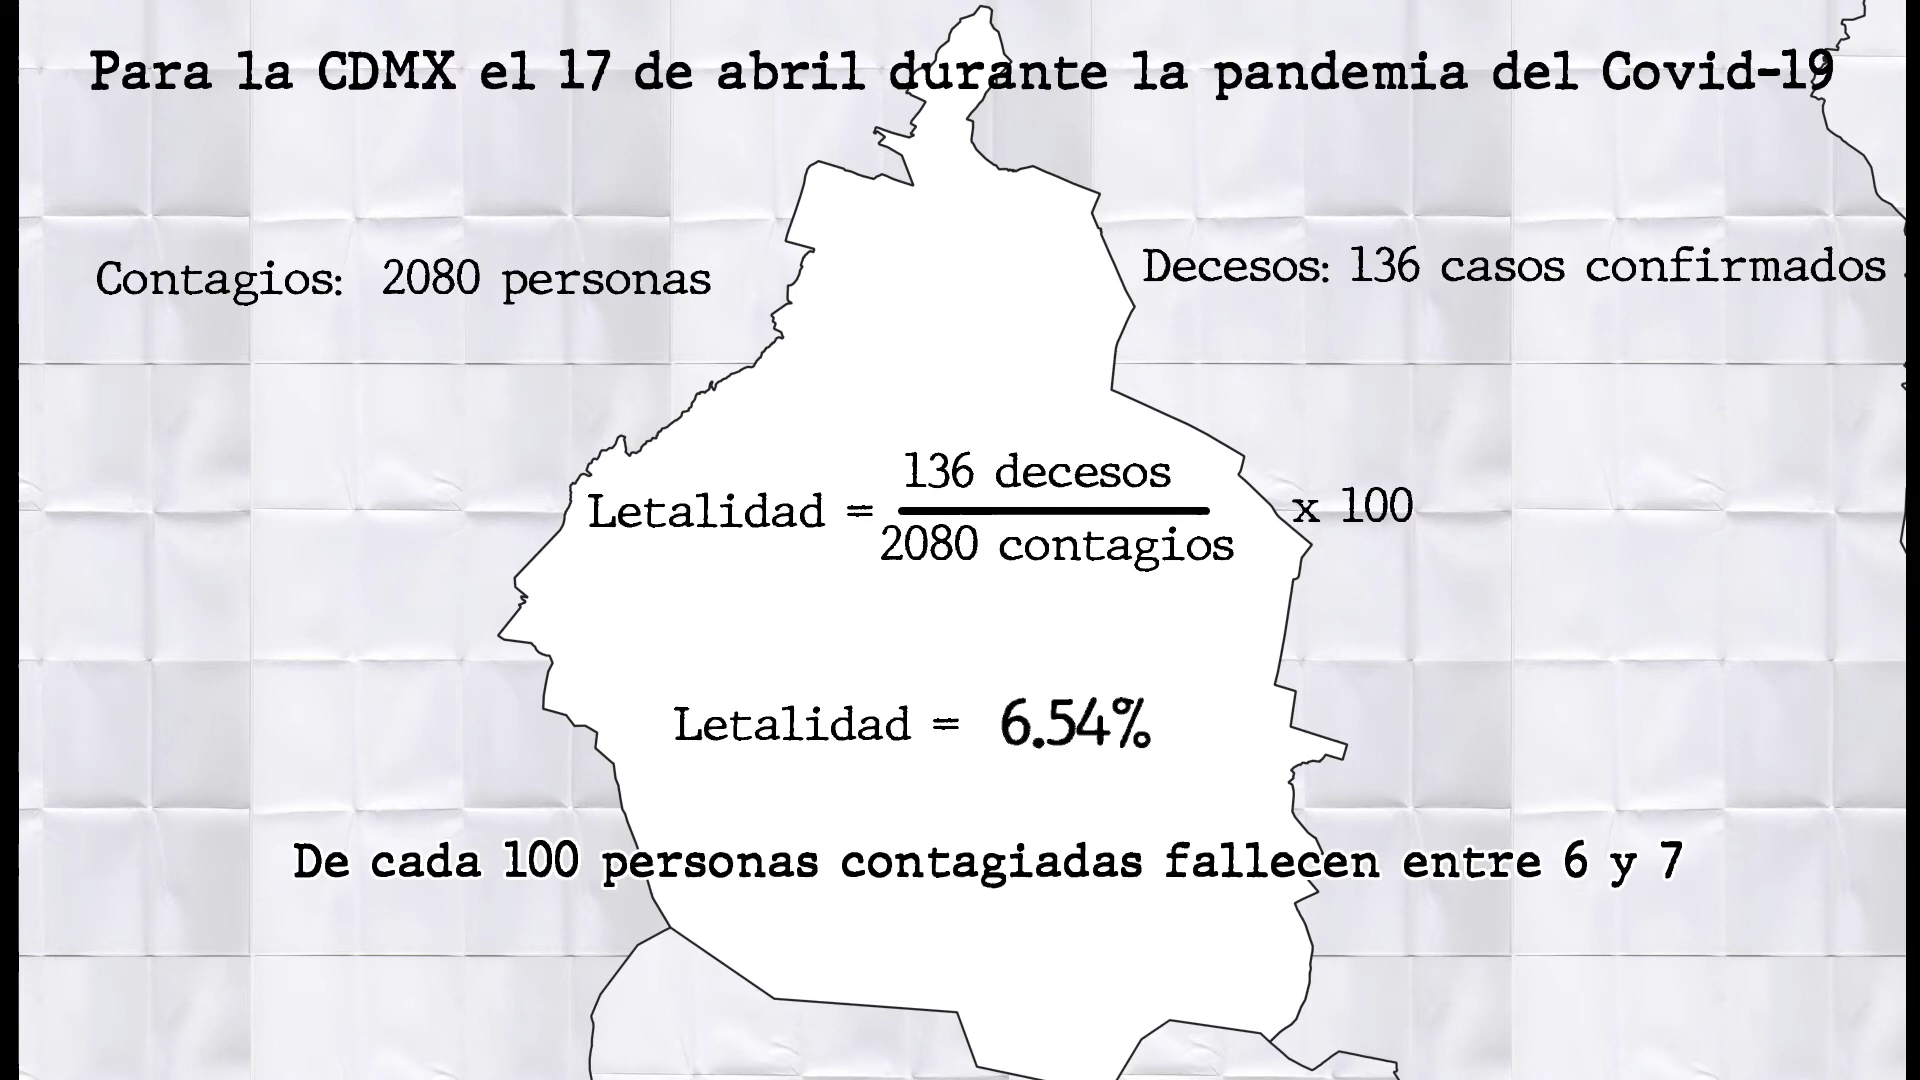 Para la CDMX el 17 de abril durante la pandemia del Covid-19
Contagios: 2080 personas
Decesos: 136 casos confirmados
136 decesos
Letalidad = x 100
2080 contagios
Letalidad = 6.54%
De cada 100 personas contagiadas fallecen entre 6 y 7